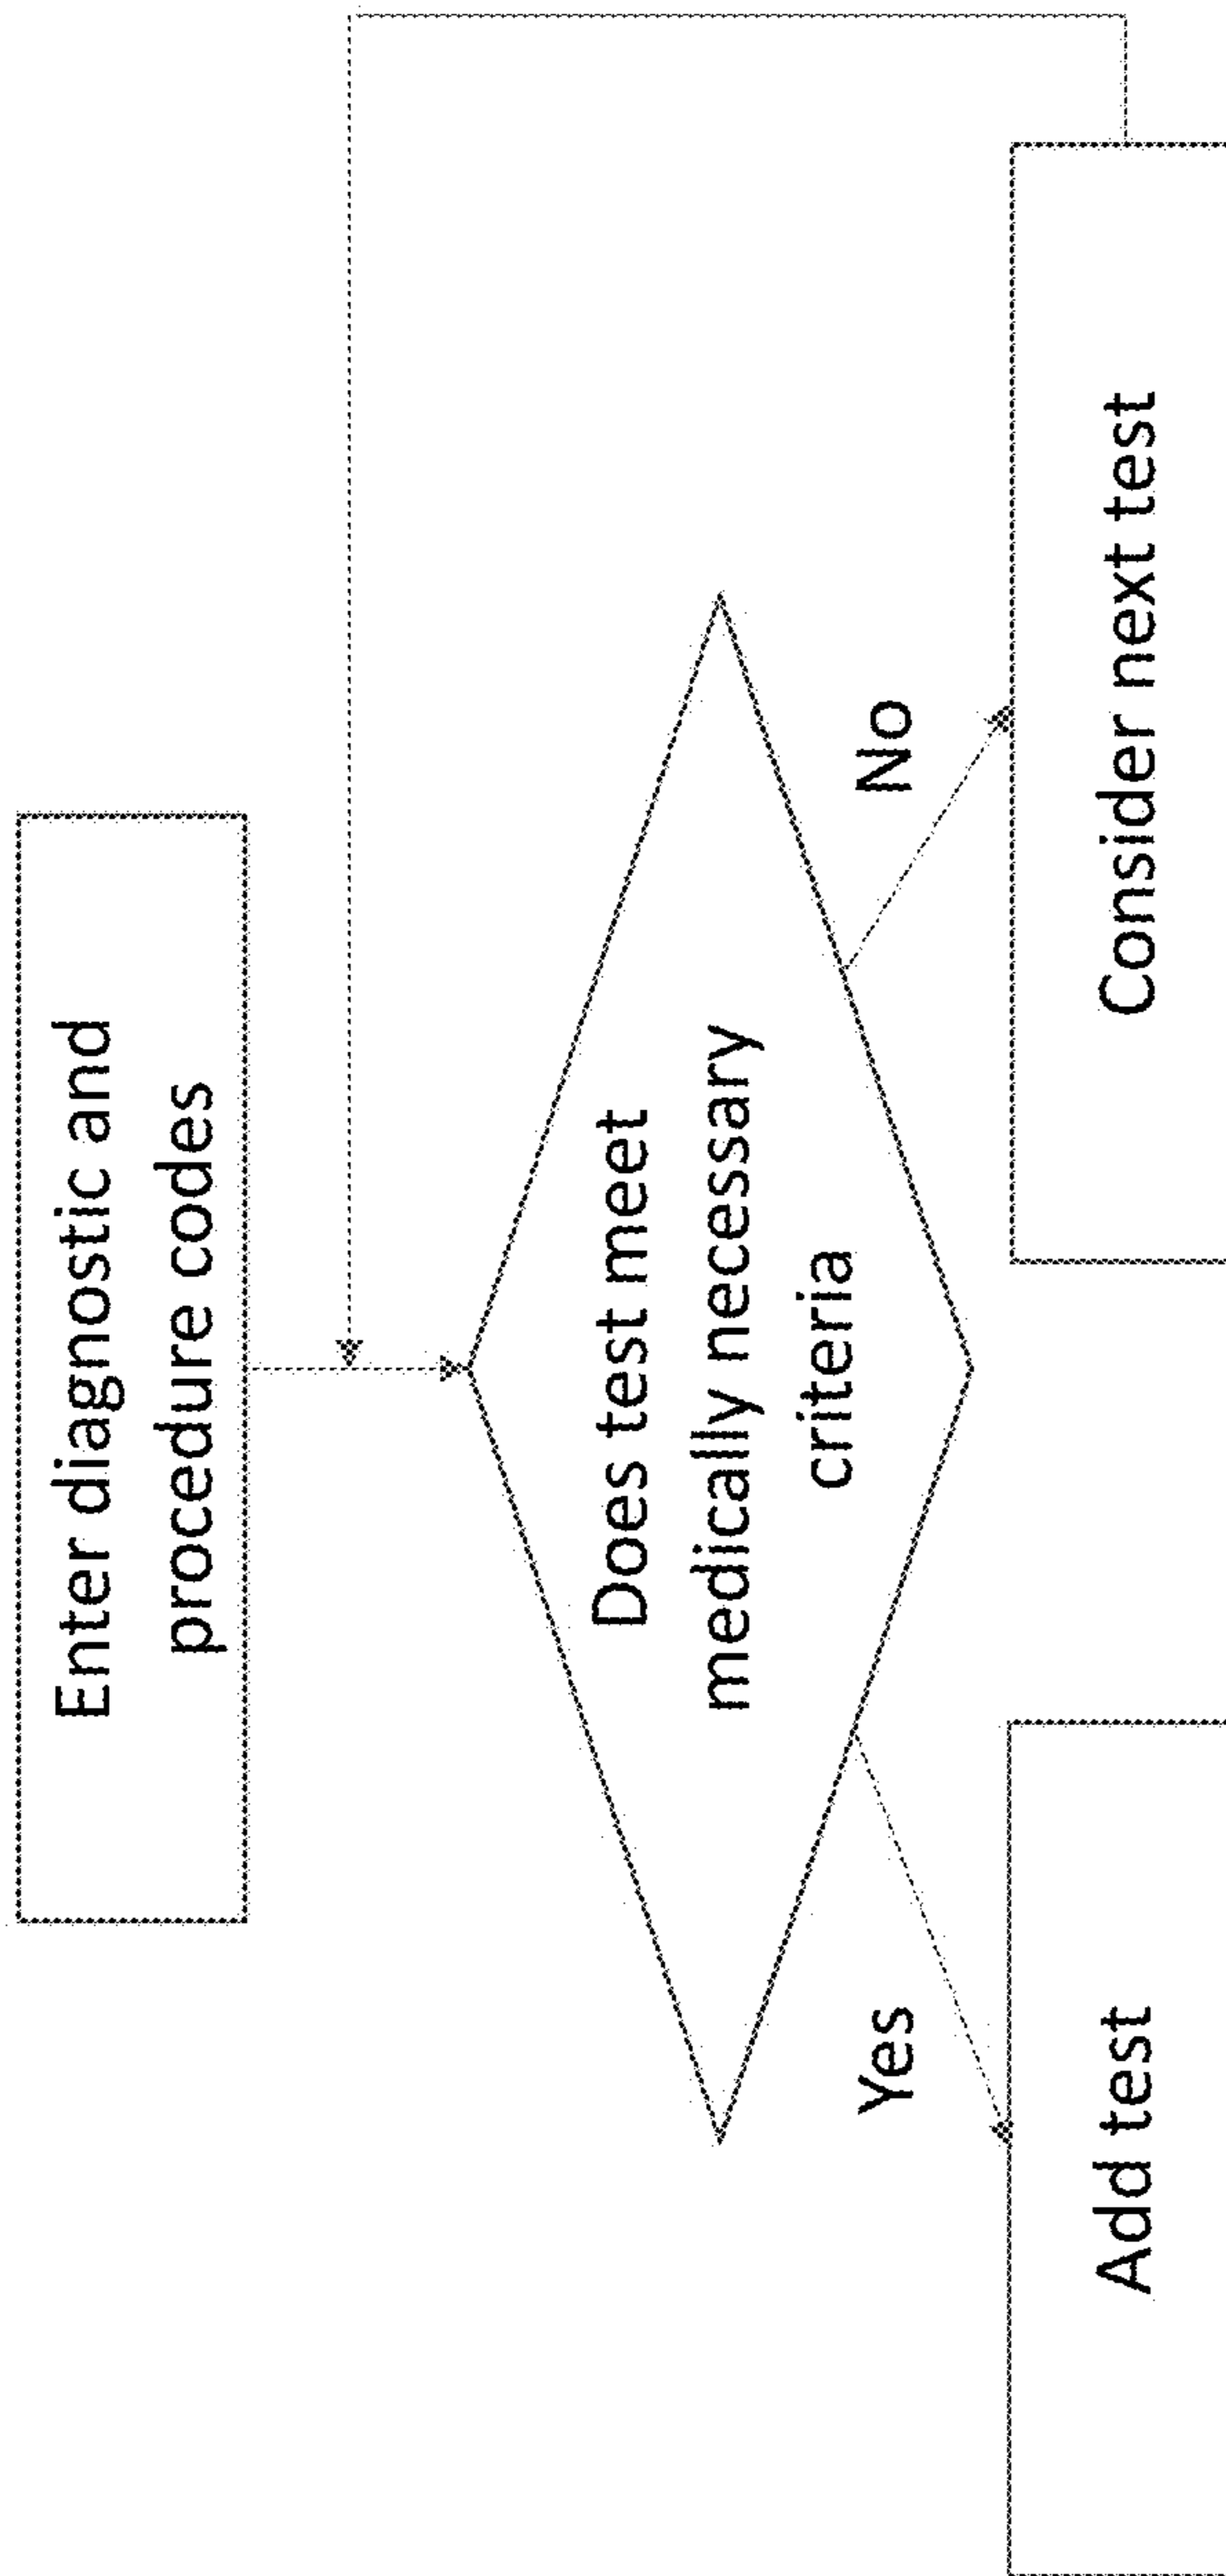 Enter diagnostic and
procedure codes
Does test meet
medically necessary
criteria
Yes
No
Add test
Consider next test